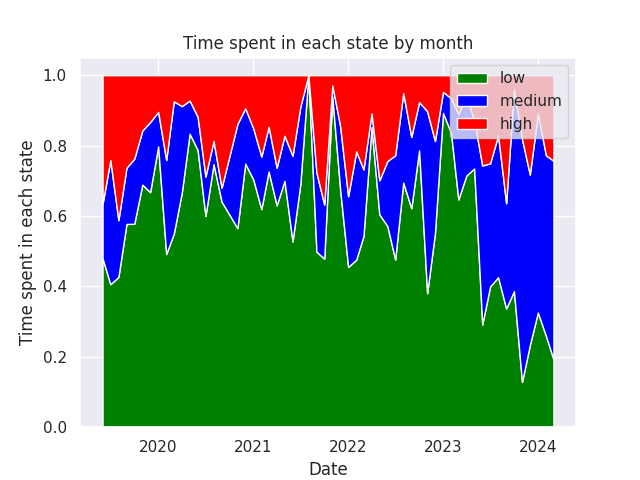 Time spent in each state by month
low
medium
high
1.0
0.8
0.6
0.4
0.2
0.0
Time spent in each state
2020
2021
2022
2023
2024
Date